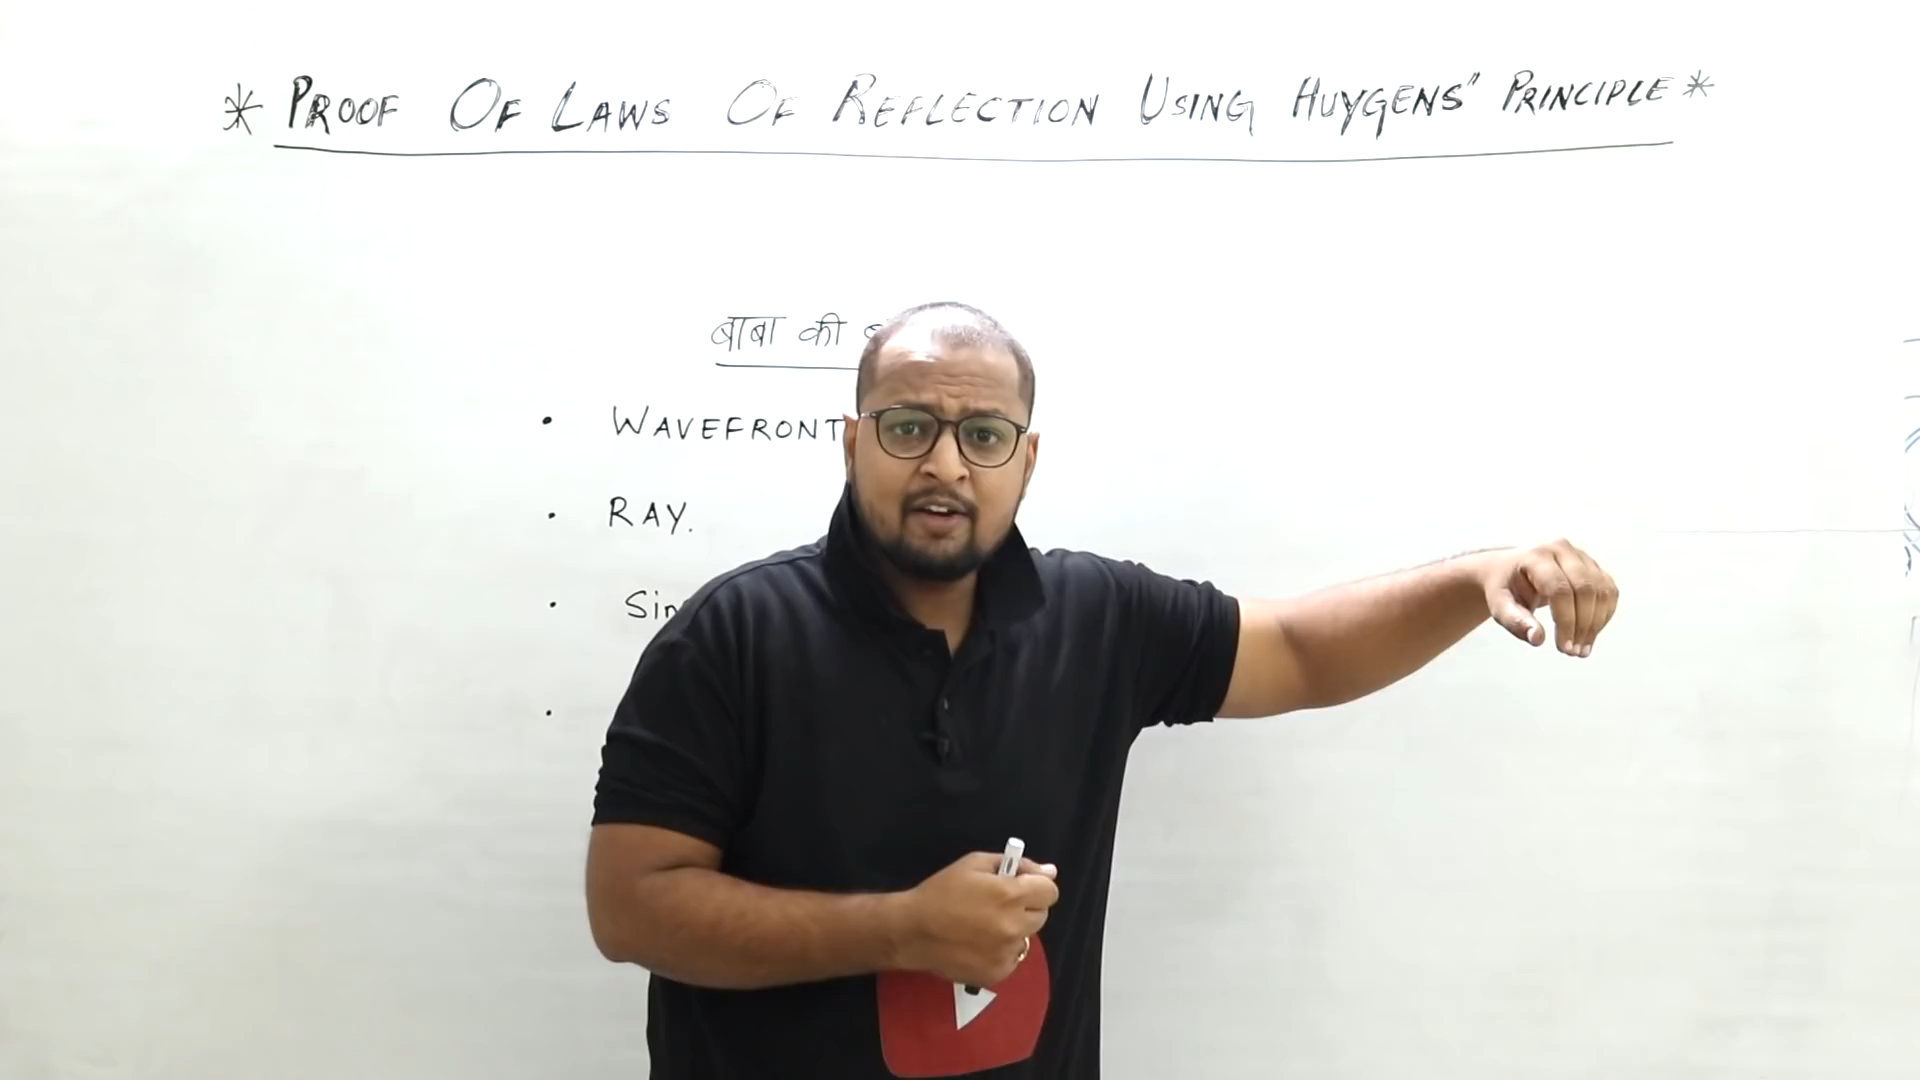 * PROOF OF LAWS OF REFLECTION USING HUYGENS" PRINCIPLE *
बाबा की
• WAVEFRONT
• RAY.
• Sin
•